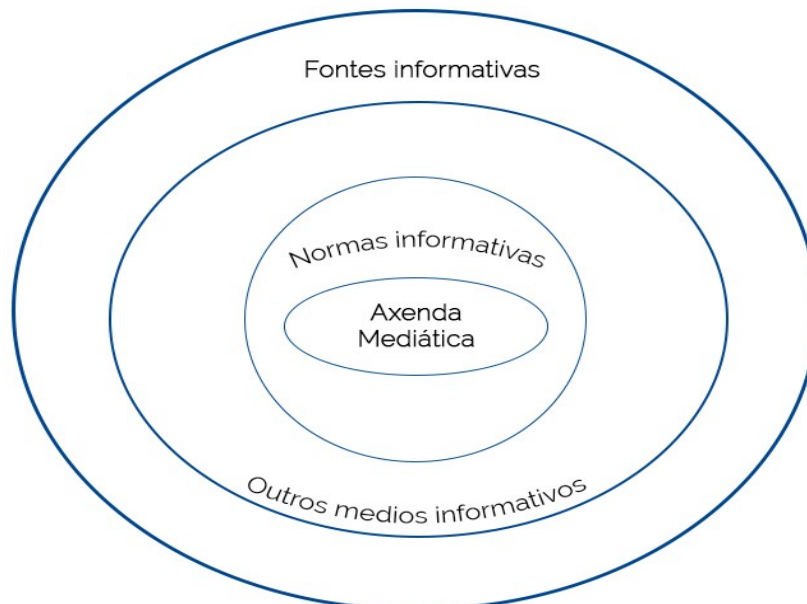 Fontes informativas
Normas informativas
Axenda
Mediática
Outros medios informativos